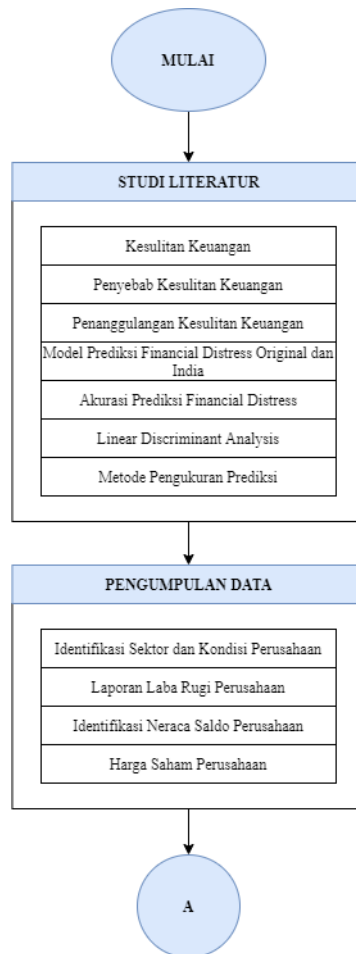 MULAI
STUDI LITERATUR
Kesulitan Keuangan
Penyebab Kesulitan Keuangan
Penanggulangan Kesulitan Keuangan
Model Prediksi Financial Distress Original dan
India
Akurasi Prediksi Financial Distress
Linear Discriminant Analysis
Metode Pengukuran Prediksi
PENGUMPULAN DATA
Identifikasi Sektor dan Kondisi Perusahaan
Laporan Laba Rugi Perusahaan
Identifikasi Neraca Saldo Perusahaan
Harga Saham Perusahaan
A